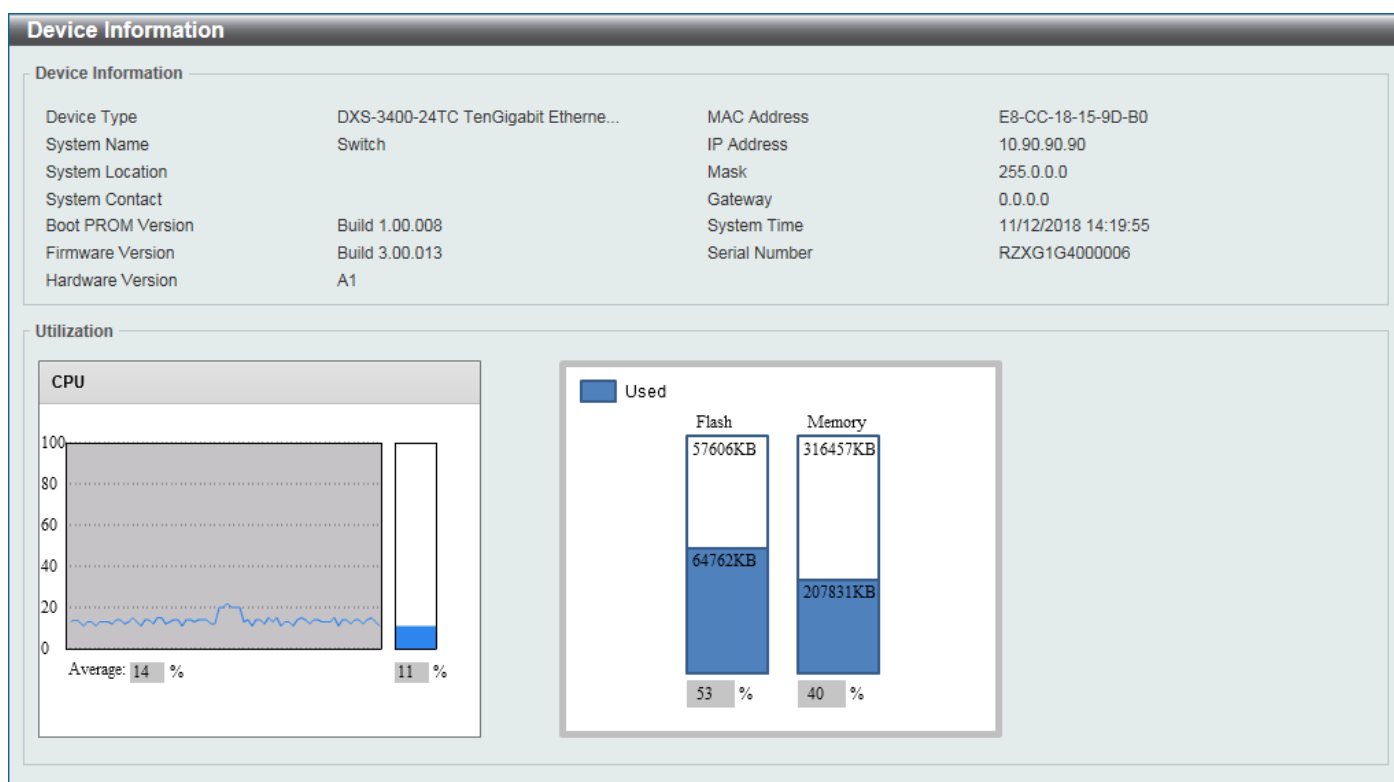 Device Information
Device Information
Device Type DXS-3400-24TC TenGigabit Etherne... MAC Address E8-CC-18-15-9D-B0
System Name Switch IP Address 10.90.90.90
System Location Mask 255.0.0.0
System Contact Gateway 0.0.0.0
Boot PROM Version Build 1.00.008 System Time 11/12/2018 14:19:55
Firmware Version Build 3.00.013 Serial Number RZXG1G4000006
Hardware Version A1
Utilization
CPU
100
80
60
40
20
0
Average: 14 % 11 %
Used
Flash Memory
57606KB 316457KB
64762KB
207831KB
53 % 40 %